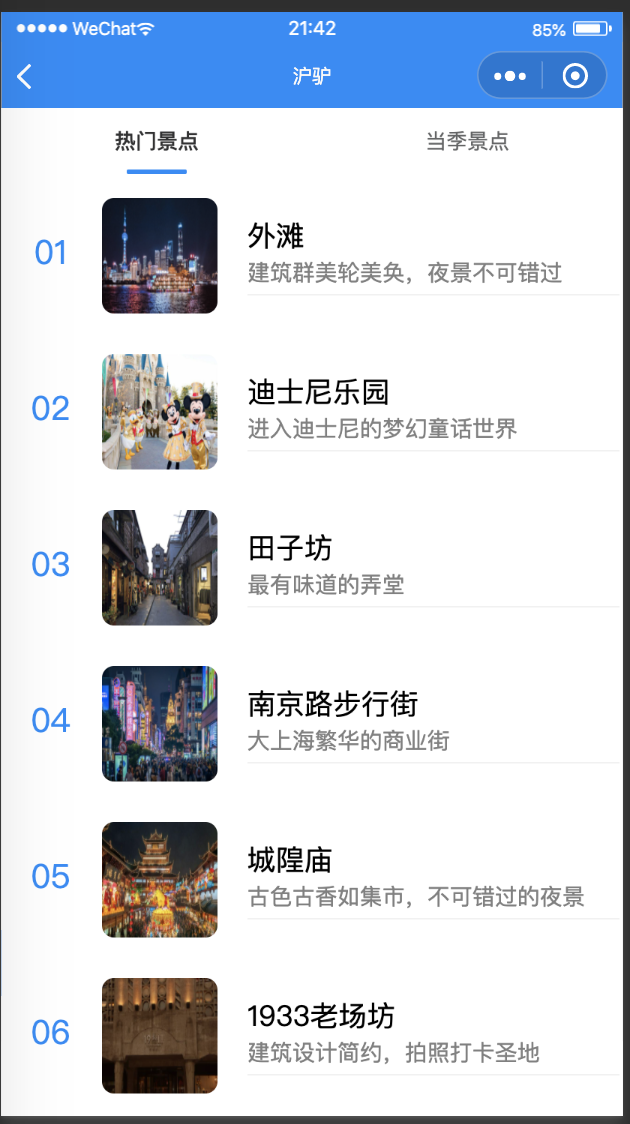 WeChat
21:42
85%
沪驴
热门景点
当季景点
01
外滩
建筑群美轮美奂，夜景不可错过
02
迪士尼乐园
进入迪士尼的梦幻童话世界
03
田子坊
最有味道的弄堂
04
南京路步行街
大上海繁华的商业街
05
城隍庙
古色古香如集市，不可错过的夜景
06
1933老场坊
建筑设计简约，拍照打卡圣地